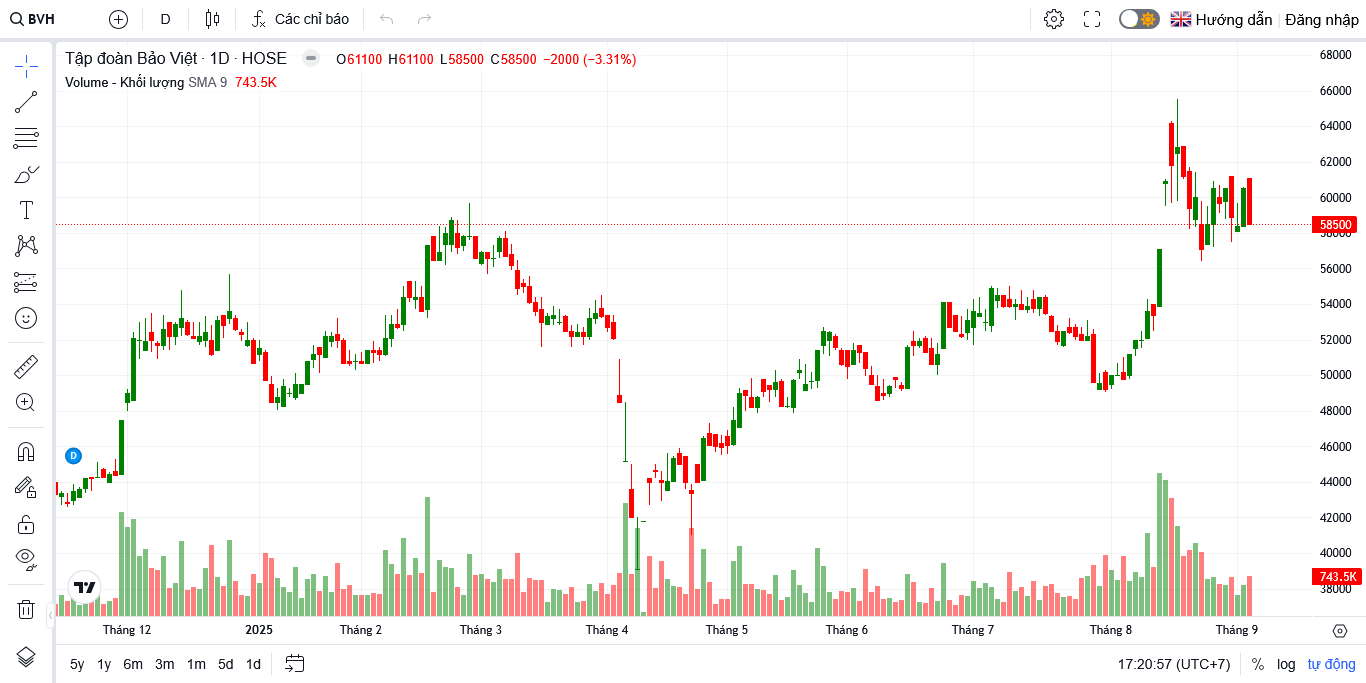 BVH D Các chỉ báo Hướng dẫn Đăng nhập
Tập đoàn Bảo Việt · 1D · HOSE O61100 H61100 L58500 C58500 −2000 (−3.31%)
Volume - Khối lượng SMA 9 743.5K
68000
66000
64000
62000
60000
58500
58000
56000
54000
52000
50000
48000
46000
44000
42000
40000
743.5K
38000
D
Tháng 12 2025 Tháng 2 Tháng 3 Tháng 4 Tháng 5 Tháng 6 Tháng 7 Tháng 8 Tháng 9
5y 1y 6m 3m 1m 5d 1d 17:20:57 (UTC+7) % log tự động